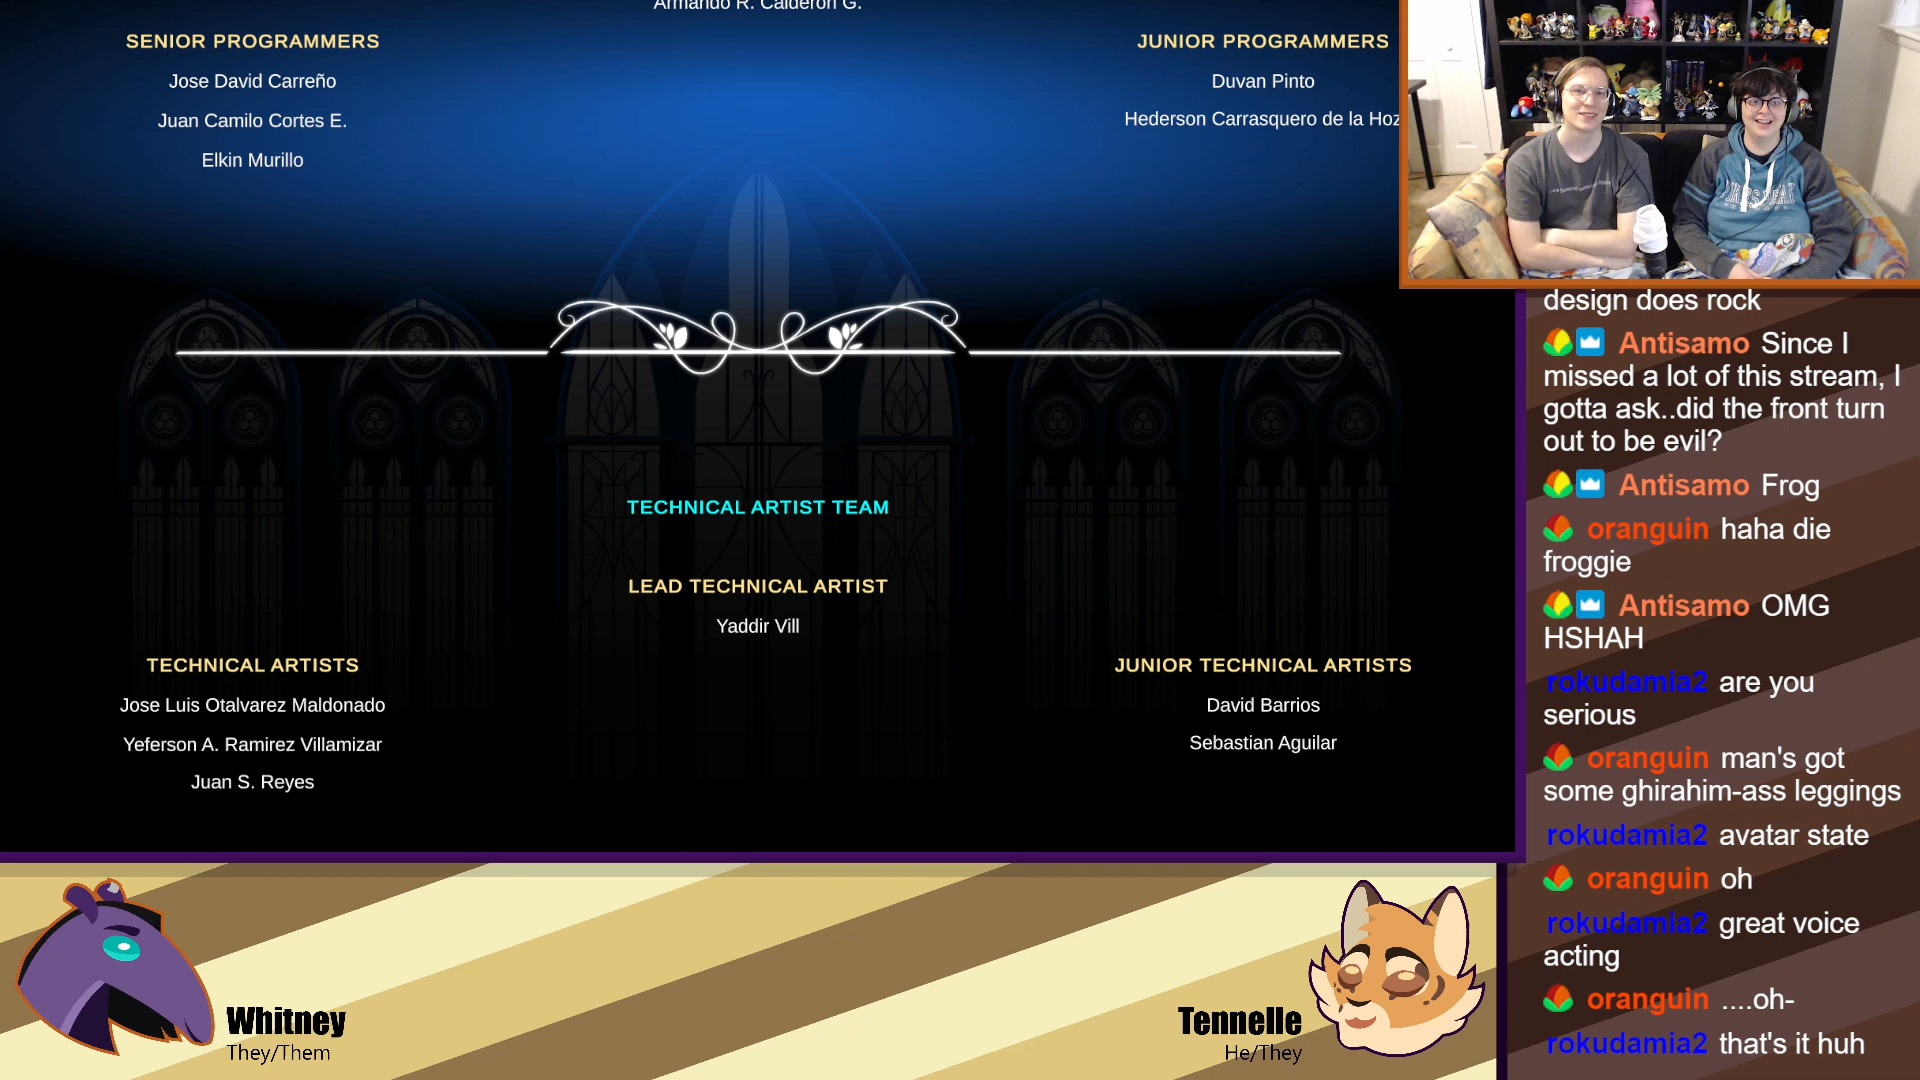 Armando R. Calderon G.
SENIOR PROGRAMMERS
Jose David Carreño
Juan Camilo Cortes E.
Elkin Murillo
JUNIOR PROGRAMMERS
Duvan Pinto
Hederson Carrasquero de la Hoz
TECHNICAL ARTIST TEAM
LEAD TECHNICAL ARTIST
Yaddir Vill
TECHNICAL ARTISTS
Jose Luis Otalvarez Maldonado
Yeferson A. Ramirez Villamizar
Juan S. Reyes
JUNIOR TECHNICAL ARTISTS
David Barrios
Sebastian Aguilar
design does rock
Antisamo Since I
missed a lot of this stream, I
gotta ask..did the front turn
out to be evil?
Antisamo Frog
oranguin haha die
froggie
Antisamo OMG
HSHAH
rokudamia2 are you
serious
oranguin man's got
some ghirahim-ass leggings
rokudamia2 avatar state
oranguin oh
rokudamia2 great voice
acting
oranguin ....oh-
rokudamia2 that's it huh
Whitney
They/Them
Tennelle
He/They